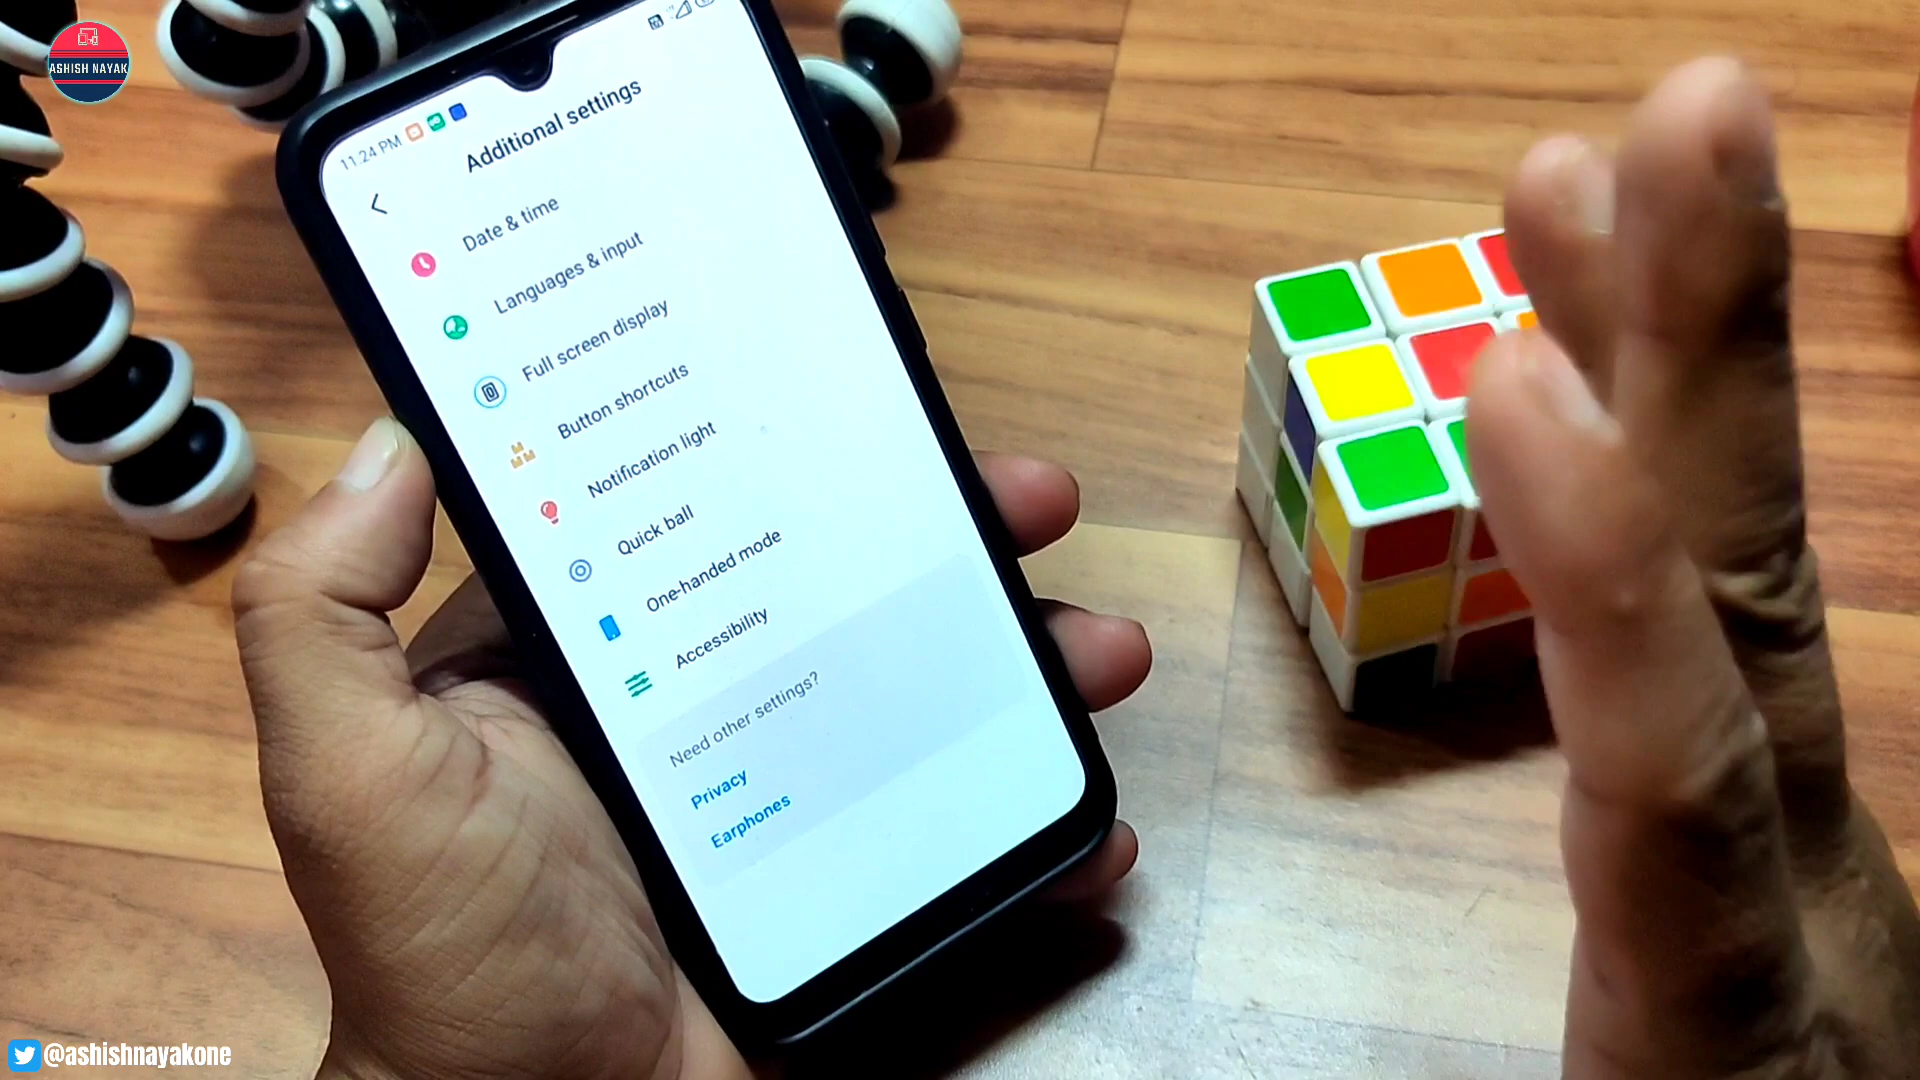 ASHISH NAYAK
11:24 PM
Additional settings
Date & time
Languages & input
Full screen display
Button shortcuts
Notification light
Quick ball
One-handed mode
Accessibility
Need other settings?
Privacy
Earphones
@ashishnayakone